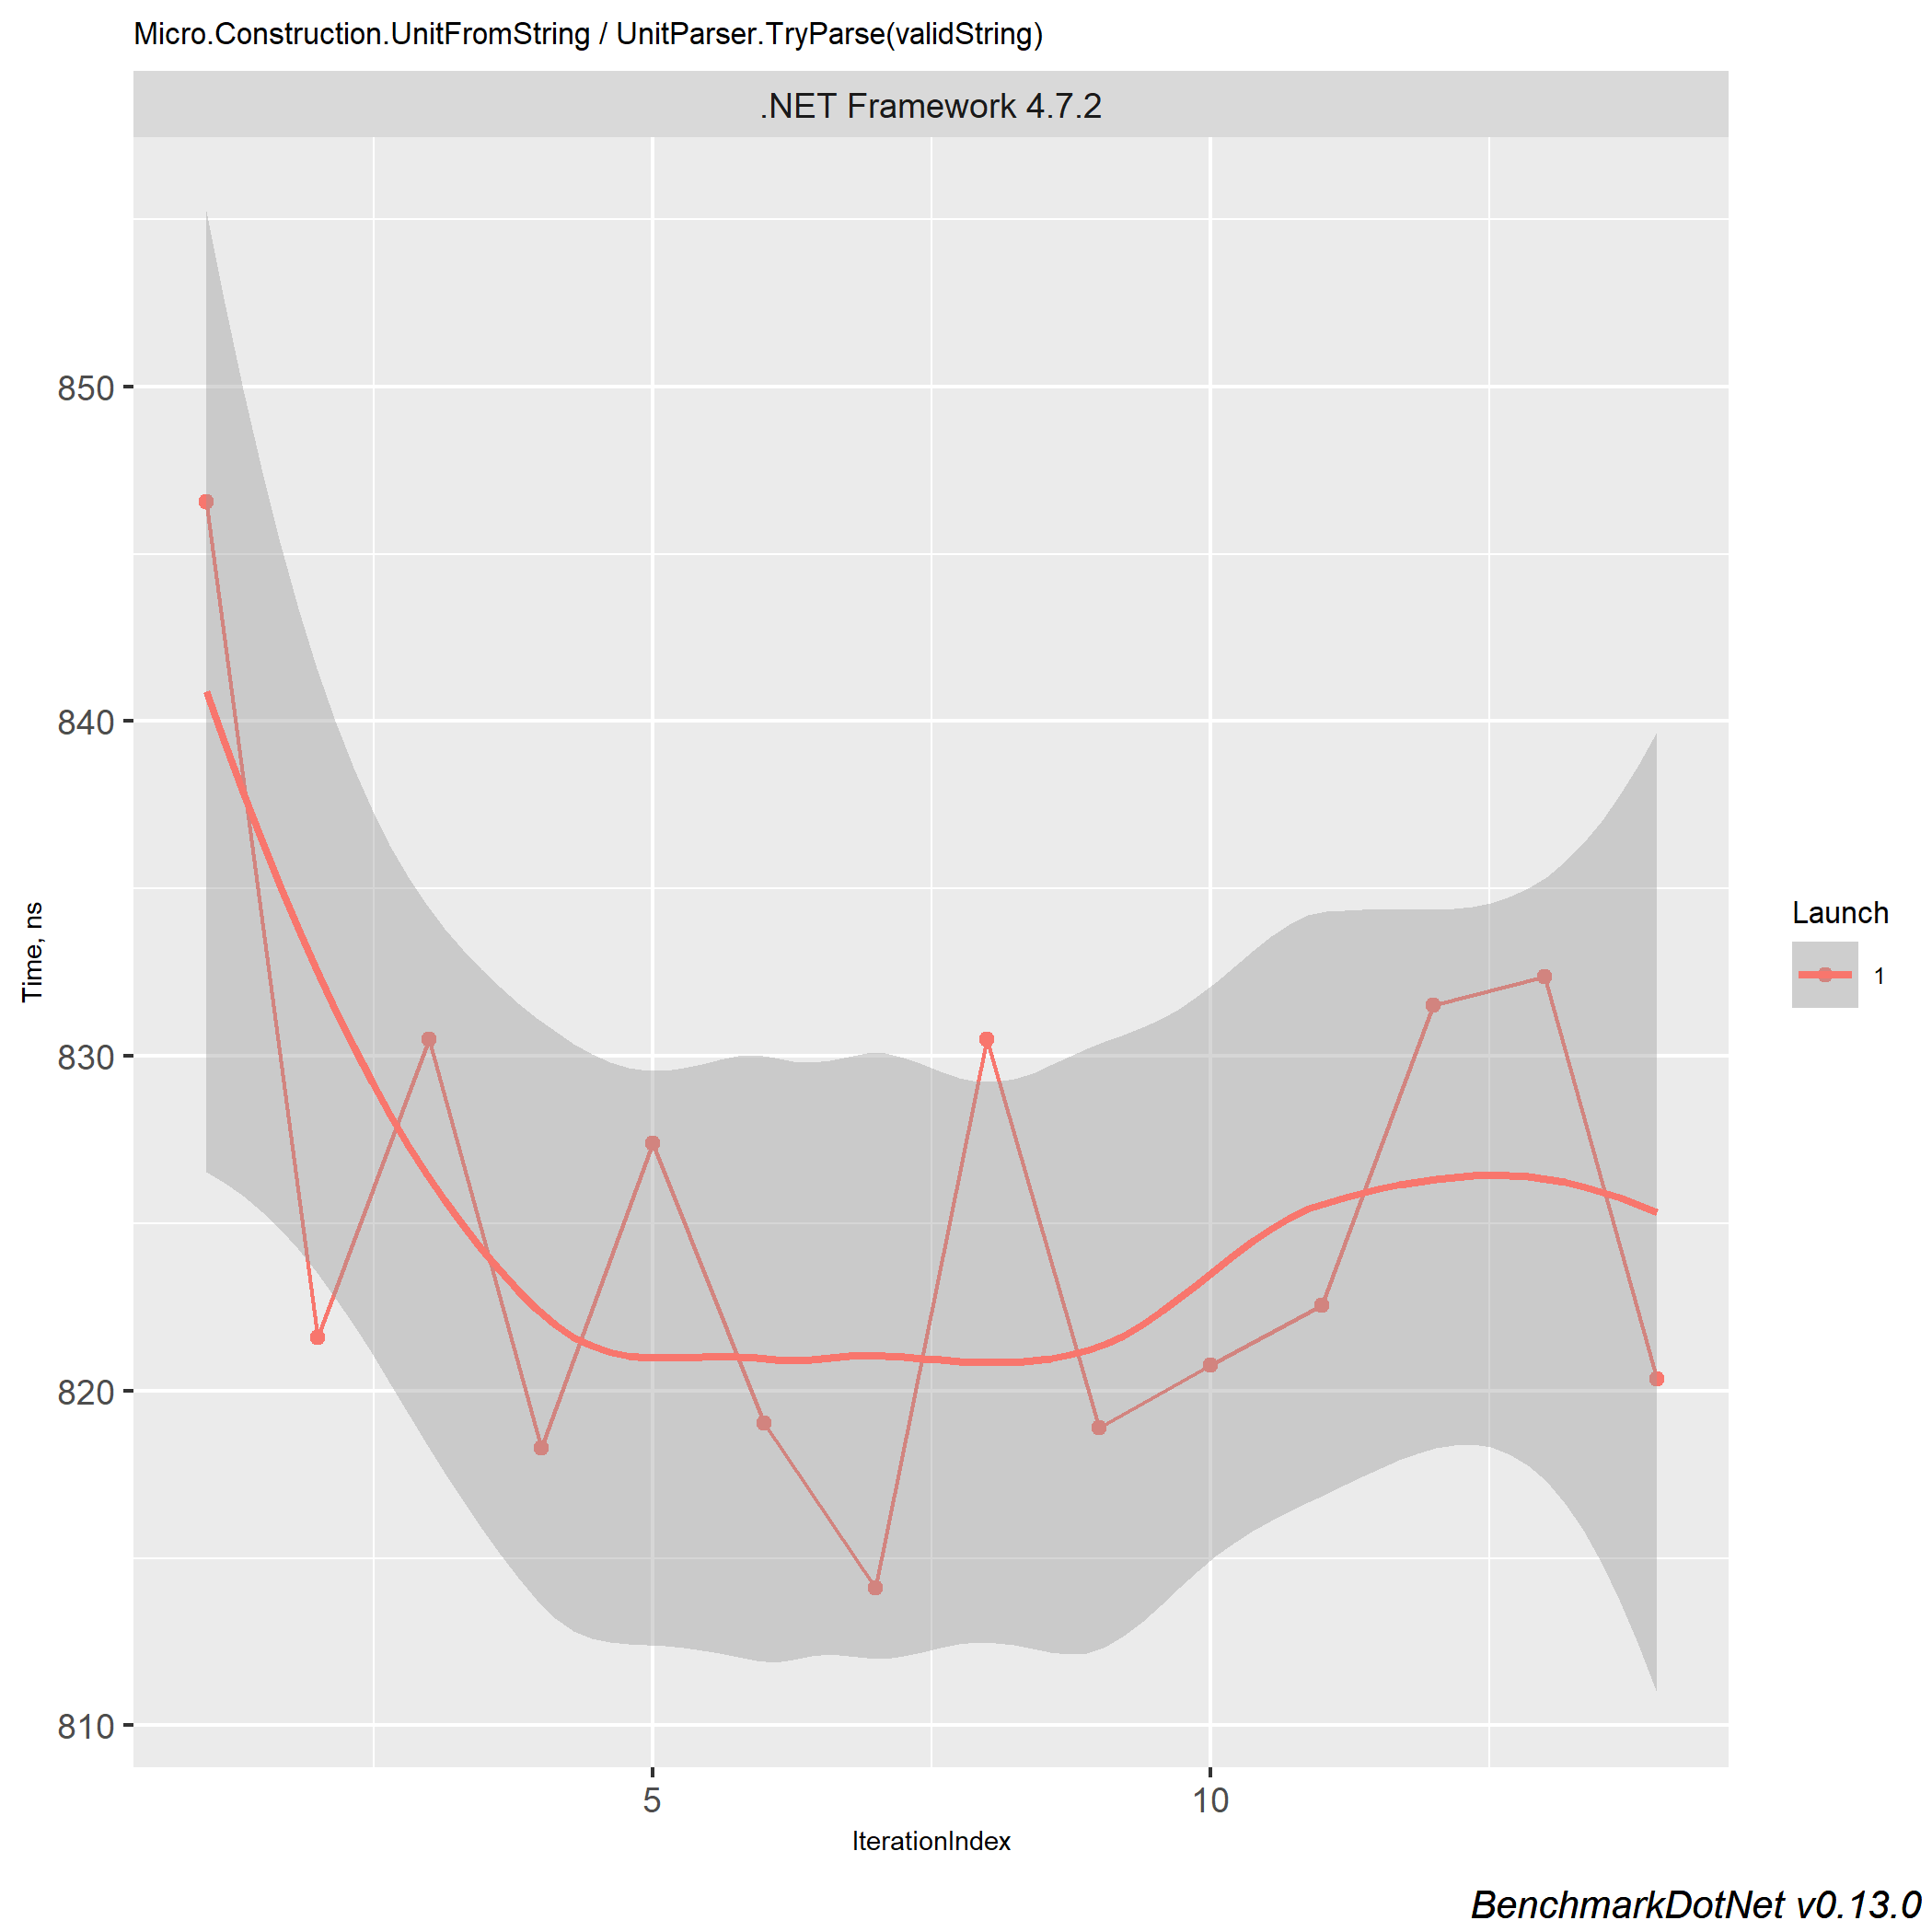 Micro.Construction.UnitFromString / UnitParser.TryParse(validString)
.NET Framework 4.7.2
850
840
830
820
810
Time, ns
5
10
IterationIndex
Launch
1
BenchmarkDotNet v0.13.0